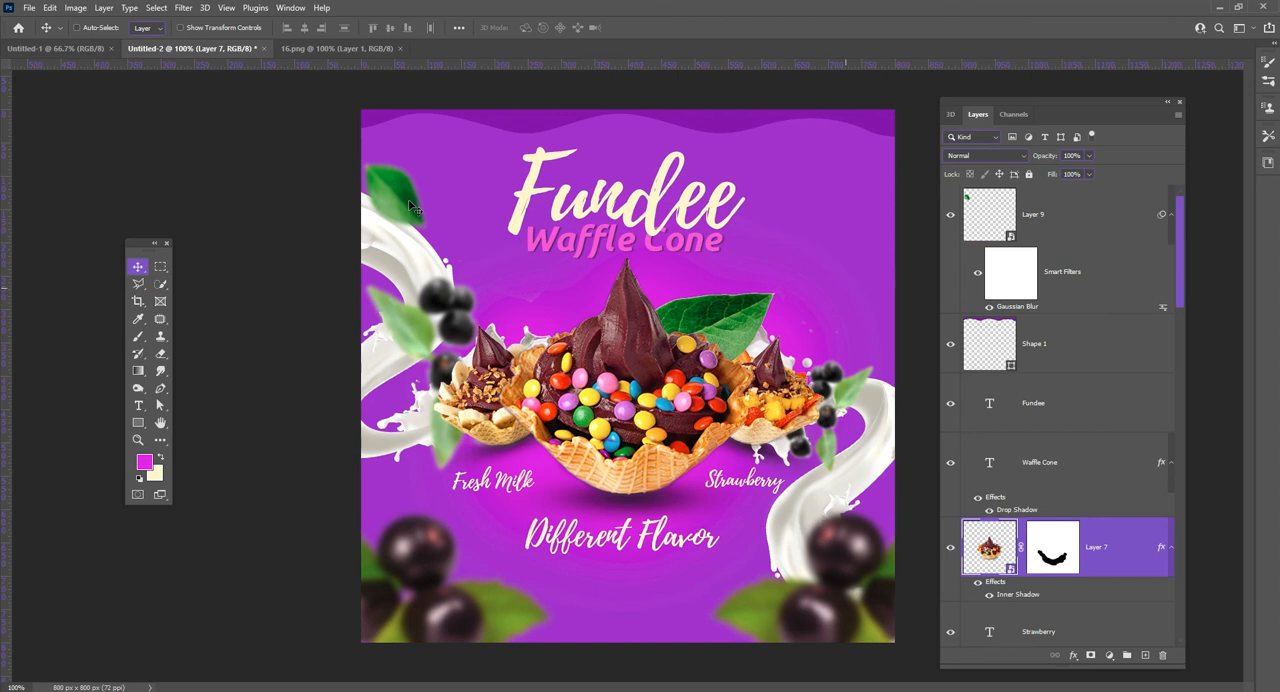 Ps File Edit Image Layer Type Select Filter 3D View Plugins Window Help
Auto-Select: Layer Show Transform Controls 3D Mode:
Untitled-1 @ 66.7% (RGB/8) × Untitled-2 @ 100% (Layer 7, RGB/8) * × 16.png @ 100% (Layer 1, RGB/8) ×
Fundee
Waffle Cone
Fresh Milk
Strawberry
Different Flavor
3D Layers Channels
Kind
Normal Opacity: 100%
Lock: Fill: 100%
Layer 9
Smart Filters
Gaussian Blur
Shape 1
T Fundee
T Waffle Cone fx
Effects
Drop Shadow
Layer 7 fx
Effects
Inner Shadow
T Strawberry
100% 800 px x 800 px (72 ppi)